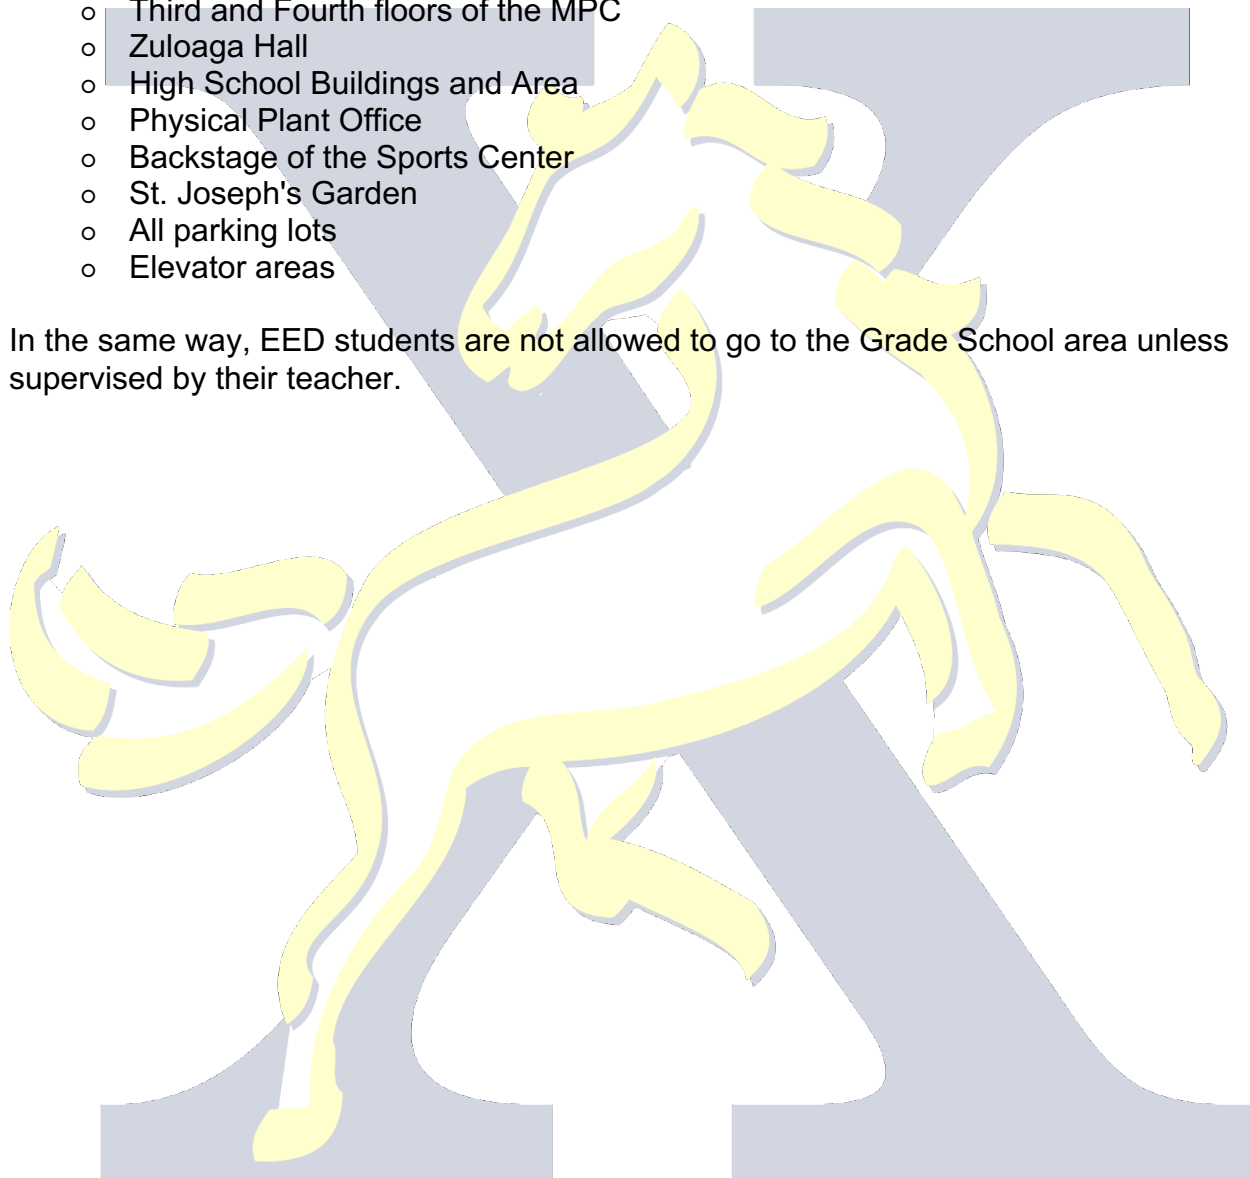 o Third and Fourth floors of the MPC
o Zuloaga Hall
o High School Buildings and Area
o Physical Plant Office
o Backstage of the Sports Center
o St. Joseph's Garden
o All parking lots
o Elevator areas
In the same way, EED students are not allowed to go to the Grade School area unless
supervised by their teacher.
X